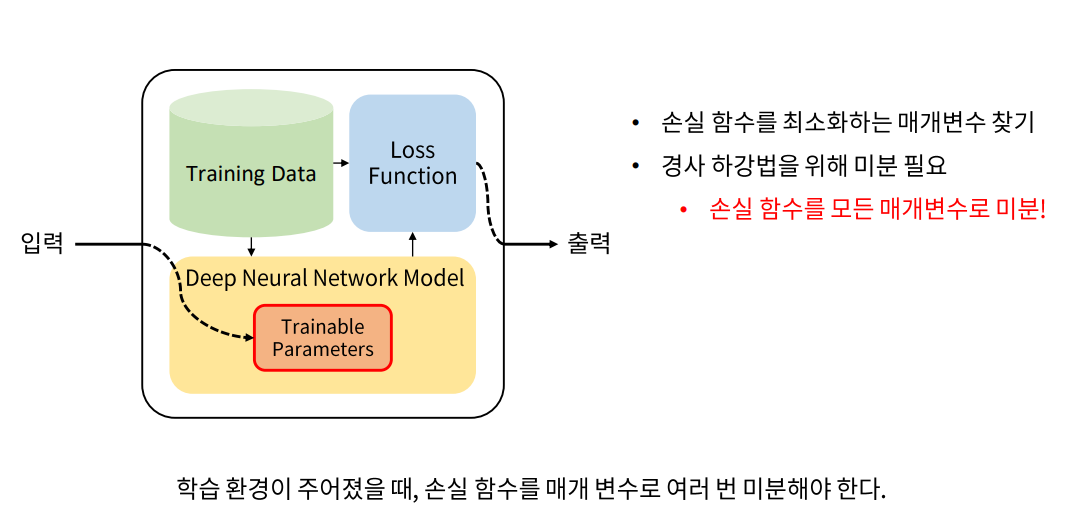 Training Data
Loss
Function
• 손실 함수를 최소화하는 매개변수 찾기
• 경사 하강법을 위해 미분 필요
• 손실 함수를 모든 매개변수로 미분!
입력
출력
Deep Neural Network Model
Trainable
Parameters
학습 환경이 주어졌을 때, 손실 함수를 매개 변수로 여러 번 미분해야 한다.